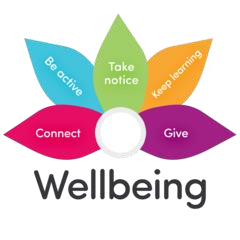 Connect
Be active
Take
notice
Keep learning
Give
Wellbeing